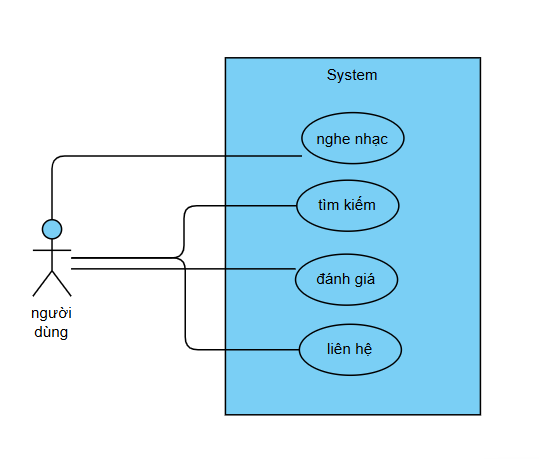 System
nghe nhạc
tìm kiếm
đánh giá
liên hệ
người
dùng